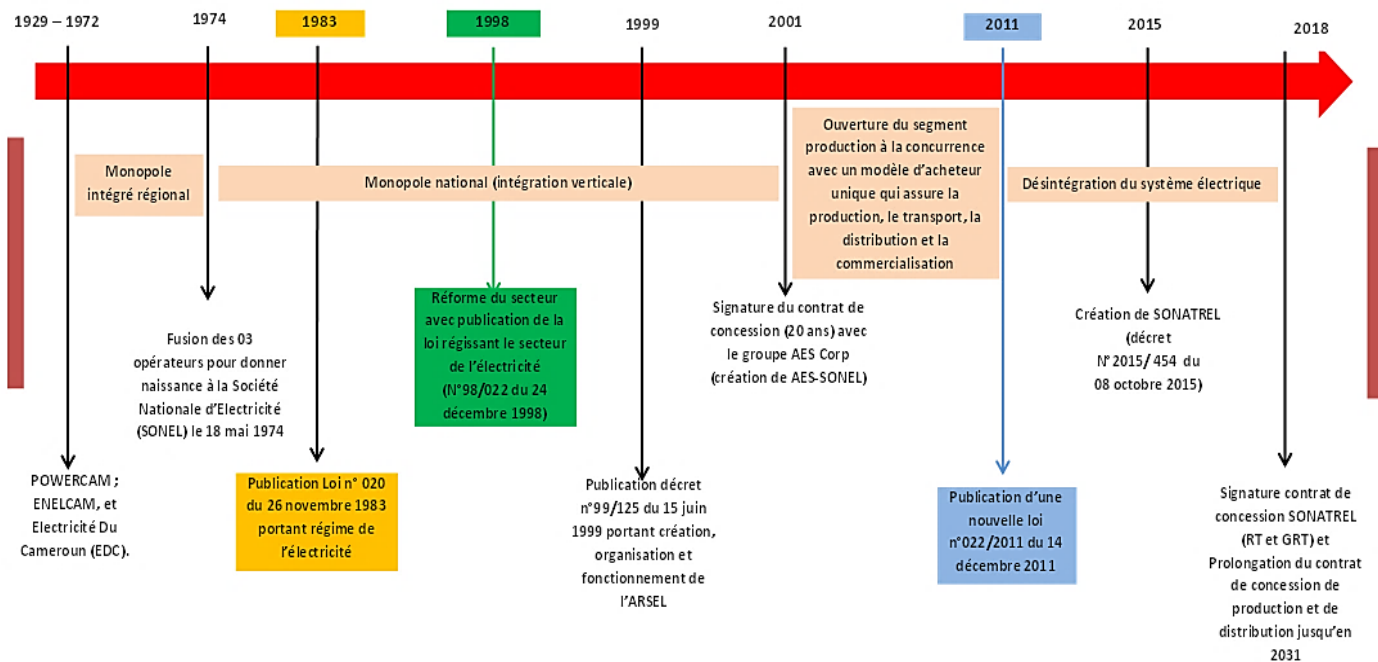 1929 – 1972
1974
1983
1998
1999
2001
2011
2015
2018
Monopole
intégré régional
Monopole national (intégration verticale)
Ouverture du segment
production à la concurrence
avec un modèle d’acheteur
unique qui assure la
production, le transport, la
distribution et la
commercialisation
Désintégration du système électrique
POWERCAM ;
ENELCAM, et
Electricité Du
Cameroun (EDC).
Fusion des 03
opérateurs pour donner
naissance à la Société
Nationale d’Electricité
(SONEL) le 18 mai 1974
Publication Loi n° 020
du 26 novembre 1983
portant régime de
l’électricité
Réforme du secteur
avec publication de la
loi régissant le secteur
de l’électricité
(N°98/022 du 24
décembre 1998)
Publication décret
n°99/125 du 15 juin
1999 portant création,
organisation et
fonctionnement de
l’ARSEL
Signature du contrat de
concession (20 ans) avec
le groupe AES Corp
(création de AES-SONEL)
Publication d’une
nouvelle loi
n°022/2011 du 14
décembre 2011
Création de SONATREL
(décret
N°2015/ 454 du
08 octobre 2015)
Signature contrat de
concession SONATREL
(RT et GRT) et
Prolongation du contrat
de concession de
production et de
distribution jusqu’en
2031